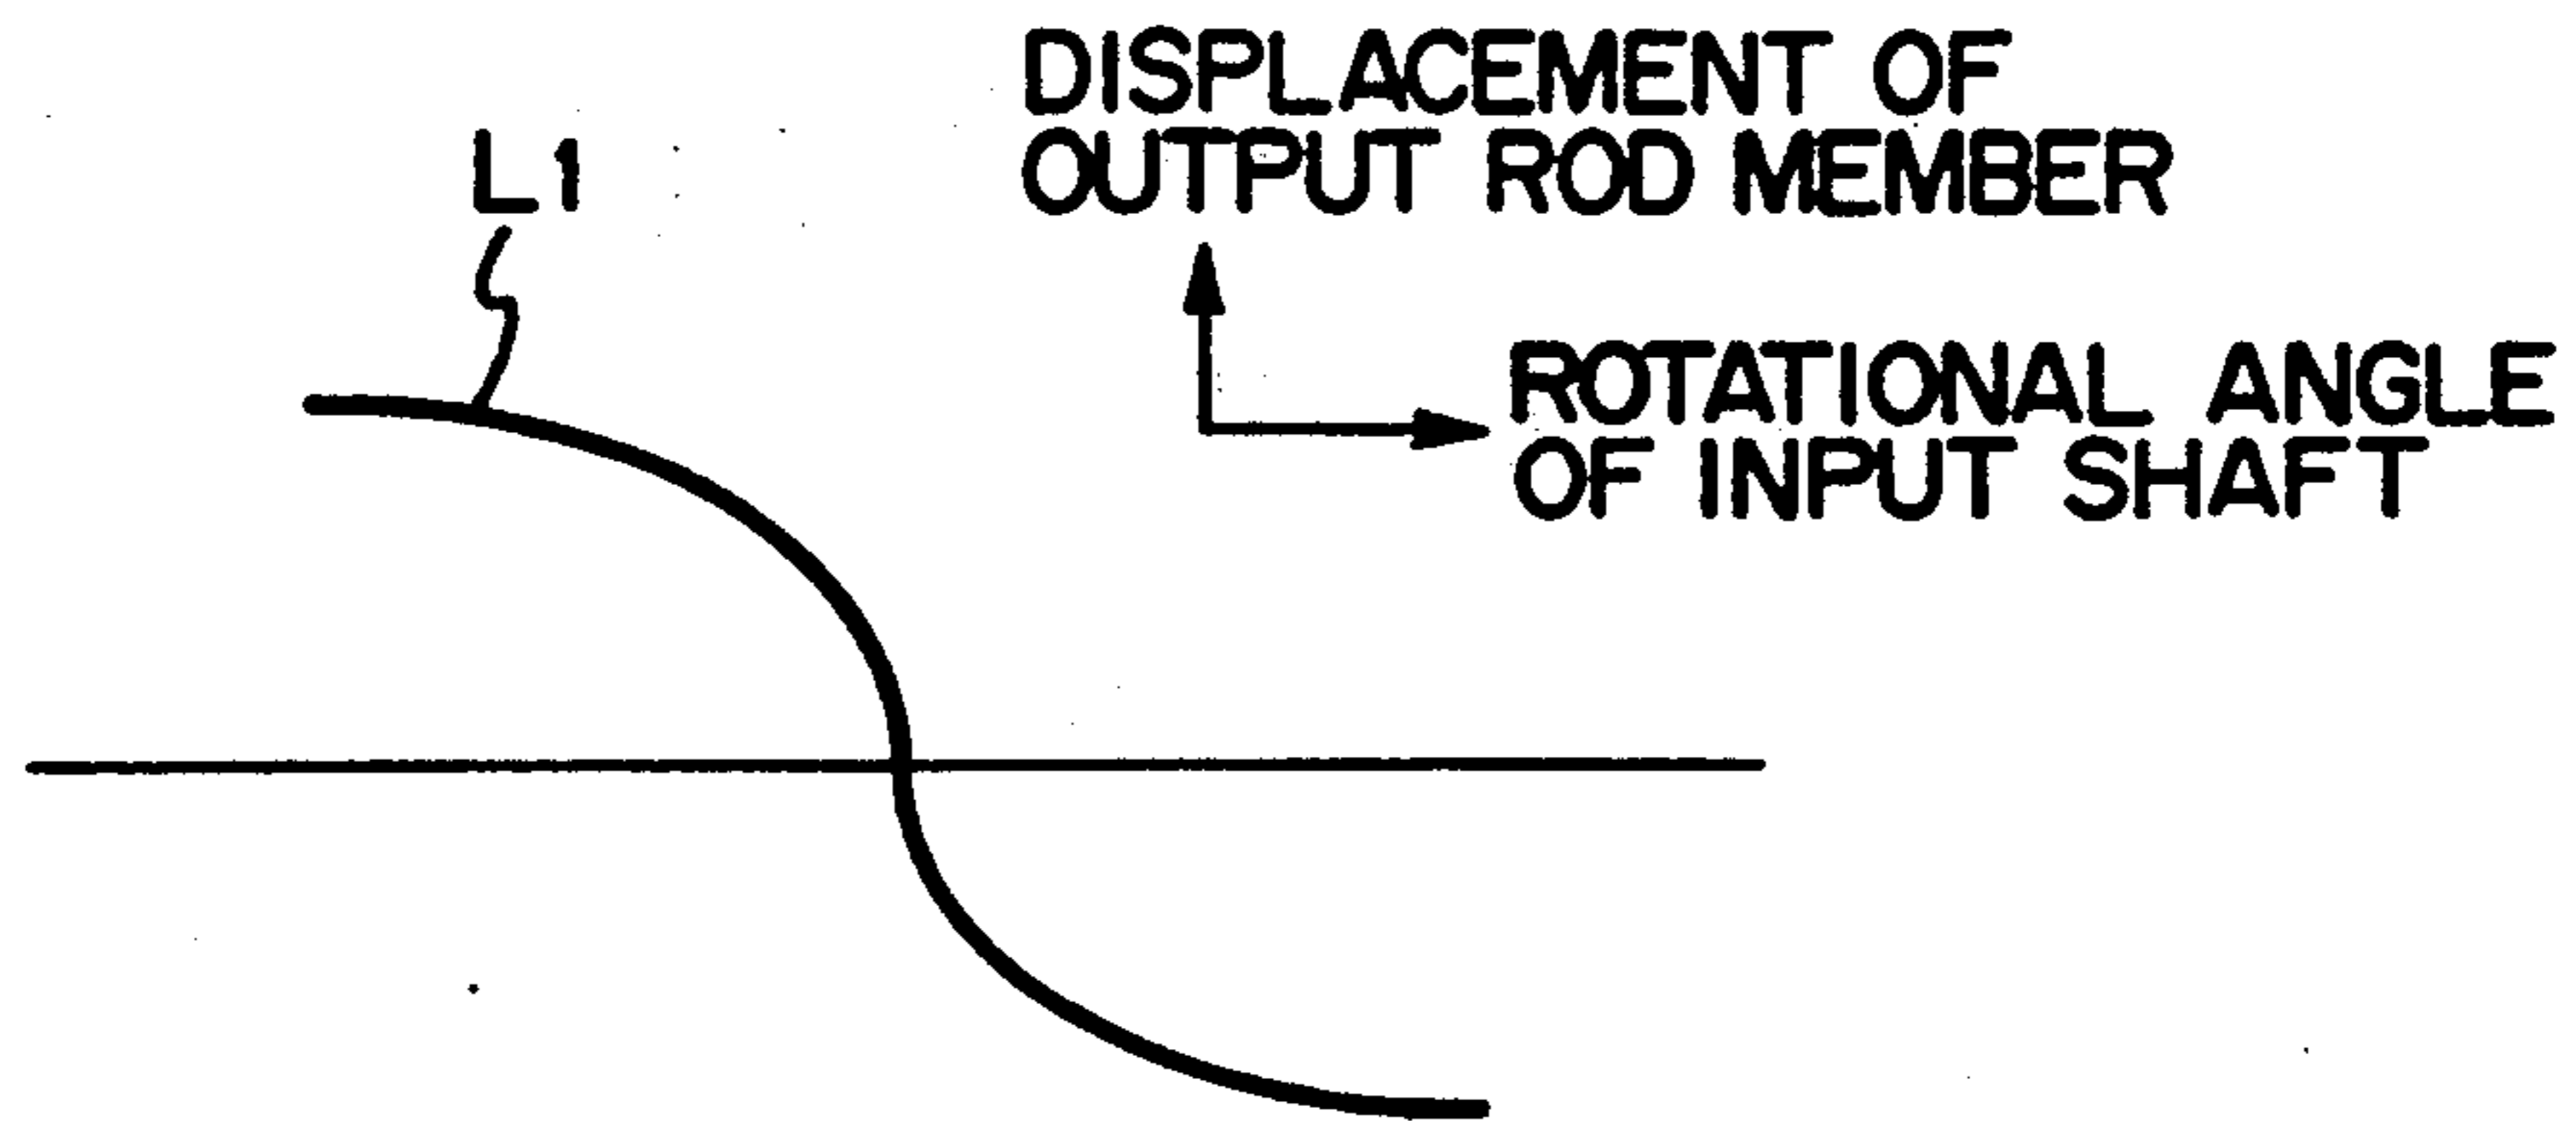 DISPLACEMENT OF
OUTPUT ROD MEMBER
L1
ROTATIONAL ANGLE
OF INPUT SHAFT